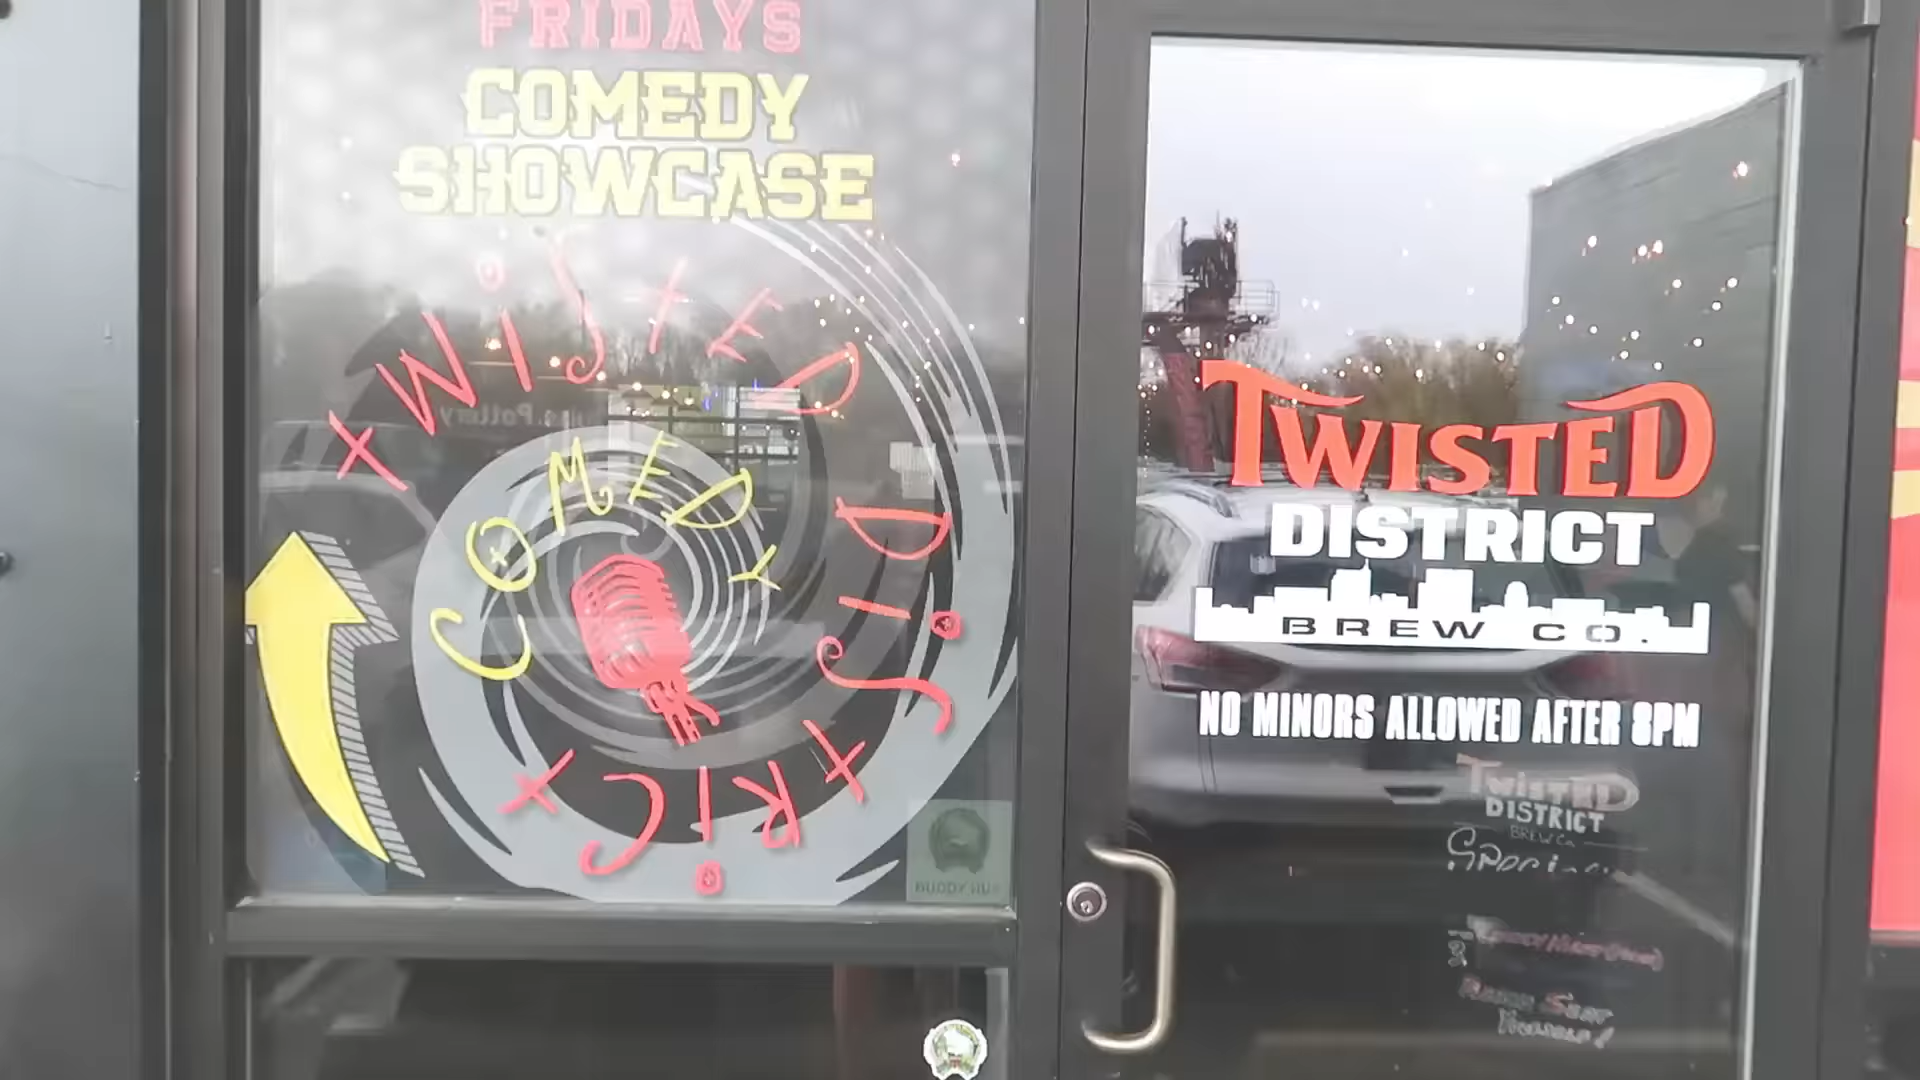 FRIDAYS
COMEDY
SHOWCASE
tWiStED
DiStRiCt
COMEDY
TWISTED
DISTRICT
BREW CO.
NO MINORS ALLOWED AFTER 8PM
TWISTED
DISTRICT
BREW CO
Pottery